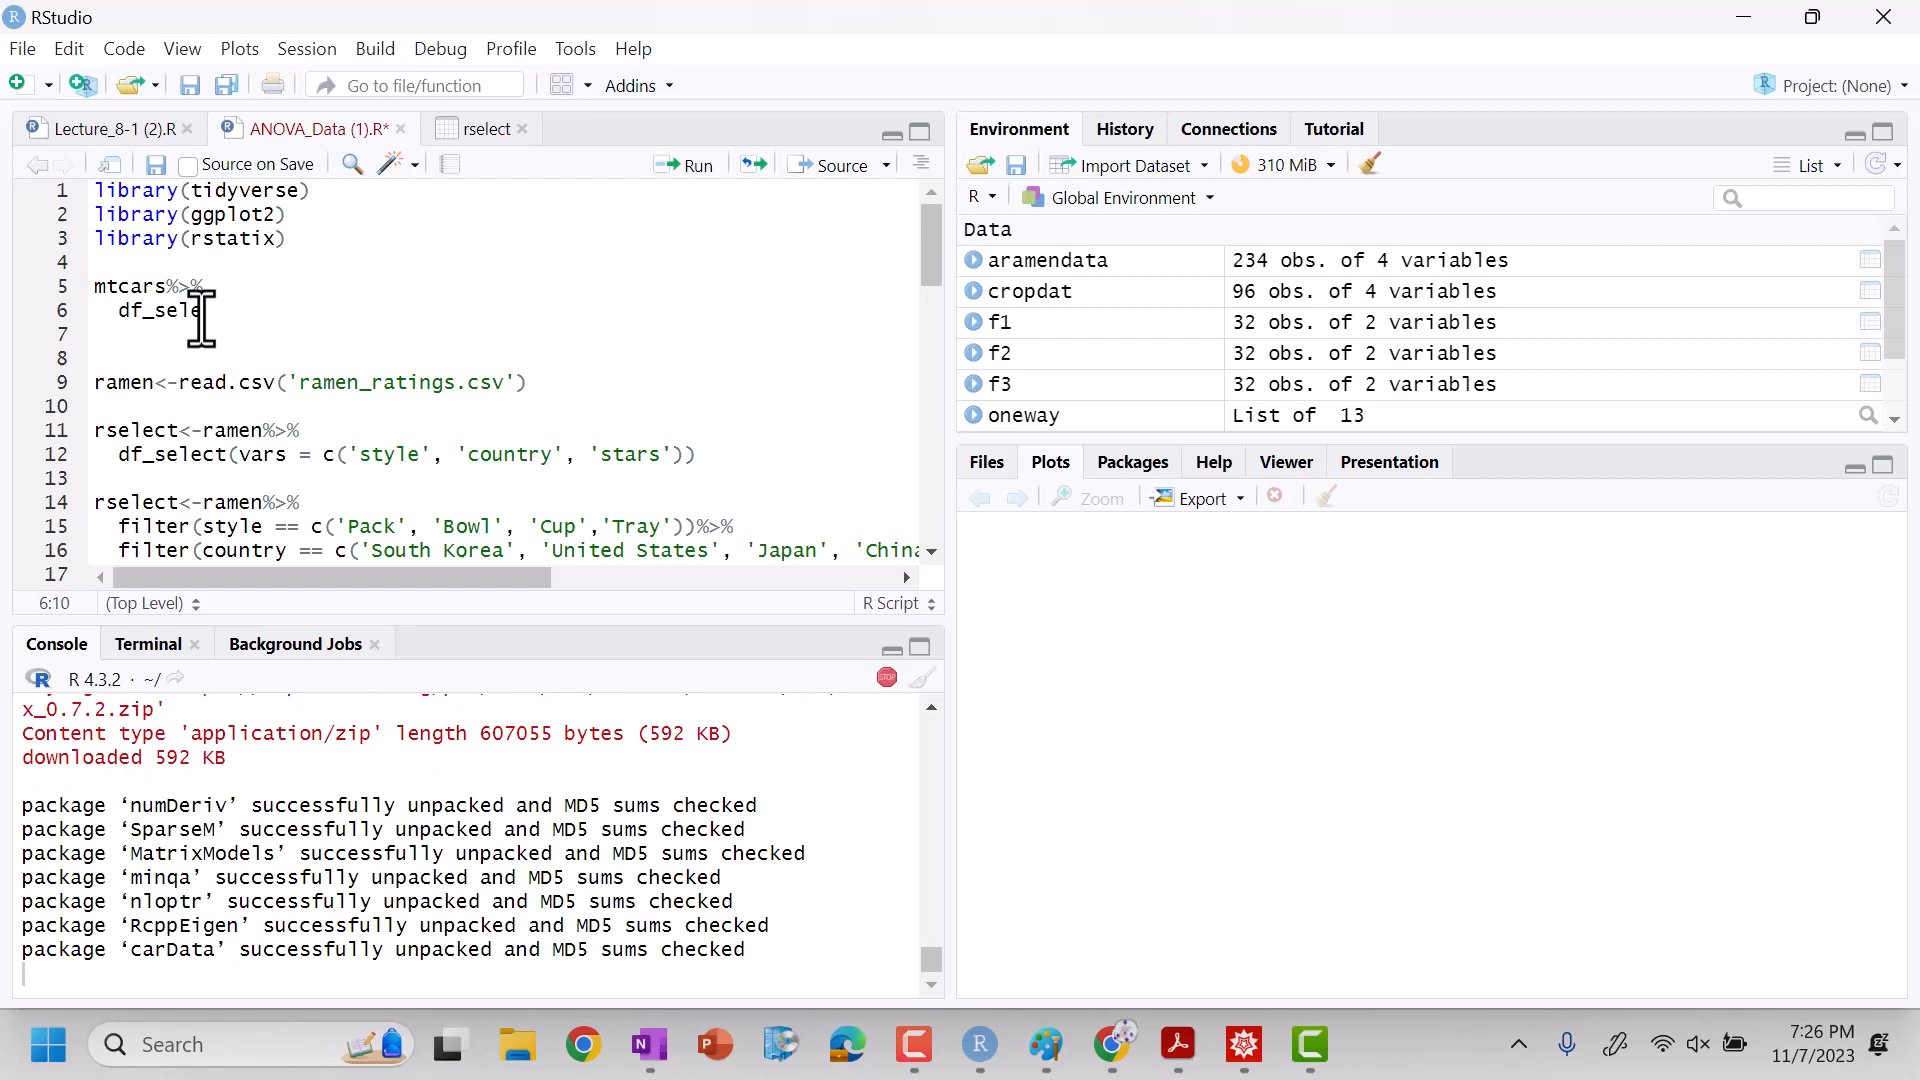 RStudio
File Edit Code View Plots Session Build Debug Profile Tools Help
Go to file/function Addins Project: (None)
Lecture_8-1 (2).R ANOVA_Data (1).R* rselect
Source on Save Run Source
1 library(tidyverse)
2 library(ggplot2)
3 library(rstatix)
4
5 mtcars%>%
6 df_sele
7
8
9 ramen<-read.csv('ramen_ratings.csv')
10
11 rselect<-ramen%>%
12 df_select(vars = c('style', 'country', 'stars'))
13
14 rselect<-ramen%>%
15 filter(style == c('Pack', 'Bowl', 'Cup','Tray'))%>%
16 filter(country == c('South Korea', 'United States', 'Japan', 'China
17
6:10 (Top Level) R Script
Console Terminal Background Jobs
R 4.3.2 · ~/
x_0.7.2.zip'
Content type 'application/zip' length 607055 bytes (592 KB)
downloaded 592 KB
package ‘numDeriv’ successfully unpacked and MD5 sums checked
package ‘SparseM’ successfully unpacked and MD5 sums checked
package ‘MatrixModels’ successfully unpacked and MD5 sums checked
package ‘minqa’ successfully unpacked and MD5 sums checked
package ‘nloptr’ successfully unpacked and MD5 sums checked
package ‘RcppEigen’ successfully unpacked and MD5 sums checked
package ‘carData’ successfully unpacked and MD5 sums checked
Environment History Connections Tutorial
Import Dataset 310 MiB List
R Global Environment
Data
aramendata 234 obs. of 4 variables
cropdat 96 obs. of 4 variables
f1 32 obs. of 2 variables
f2 32 obs. of 2 variables
f3 32 obs. of 2 variables
oneway List of 13
Files Plots Packages Help Viewer Presentation
Zoom Export
Search
7:26 PM
11/7/2023